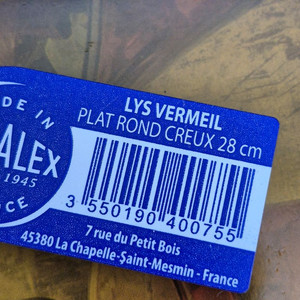 DE IN
ALEX
1945
CE
LYS VERMEIL
PLAT ROND CREUX 28 cm
3 550190 400755
7 rue du Petit Bois
45380 La Chapelle-Saint-Mesmin - France